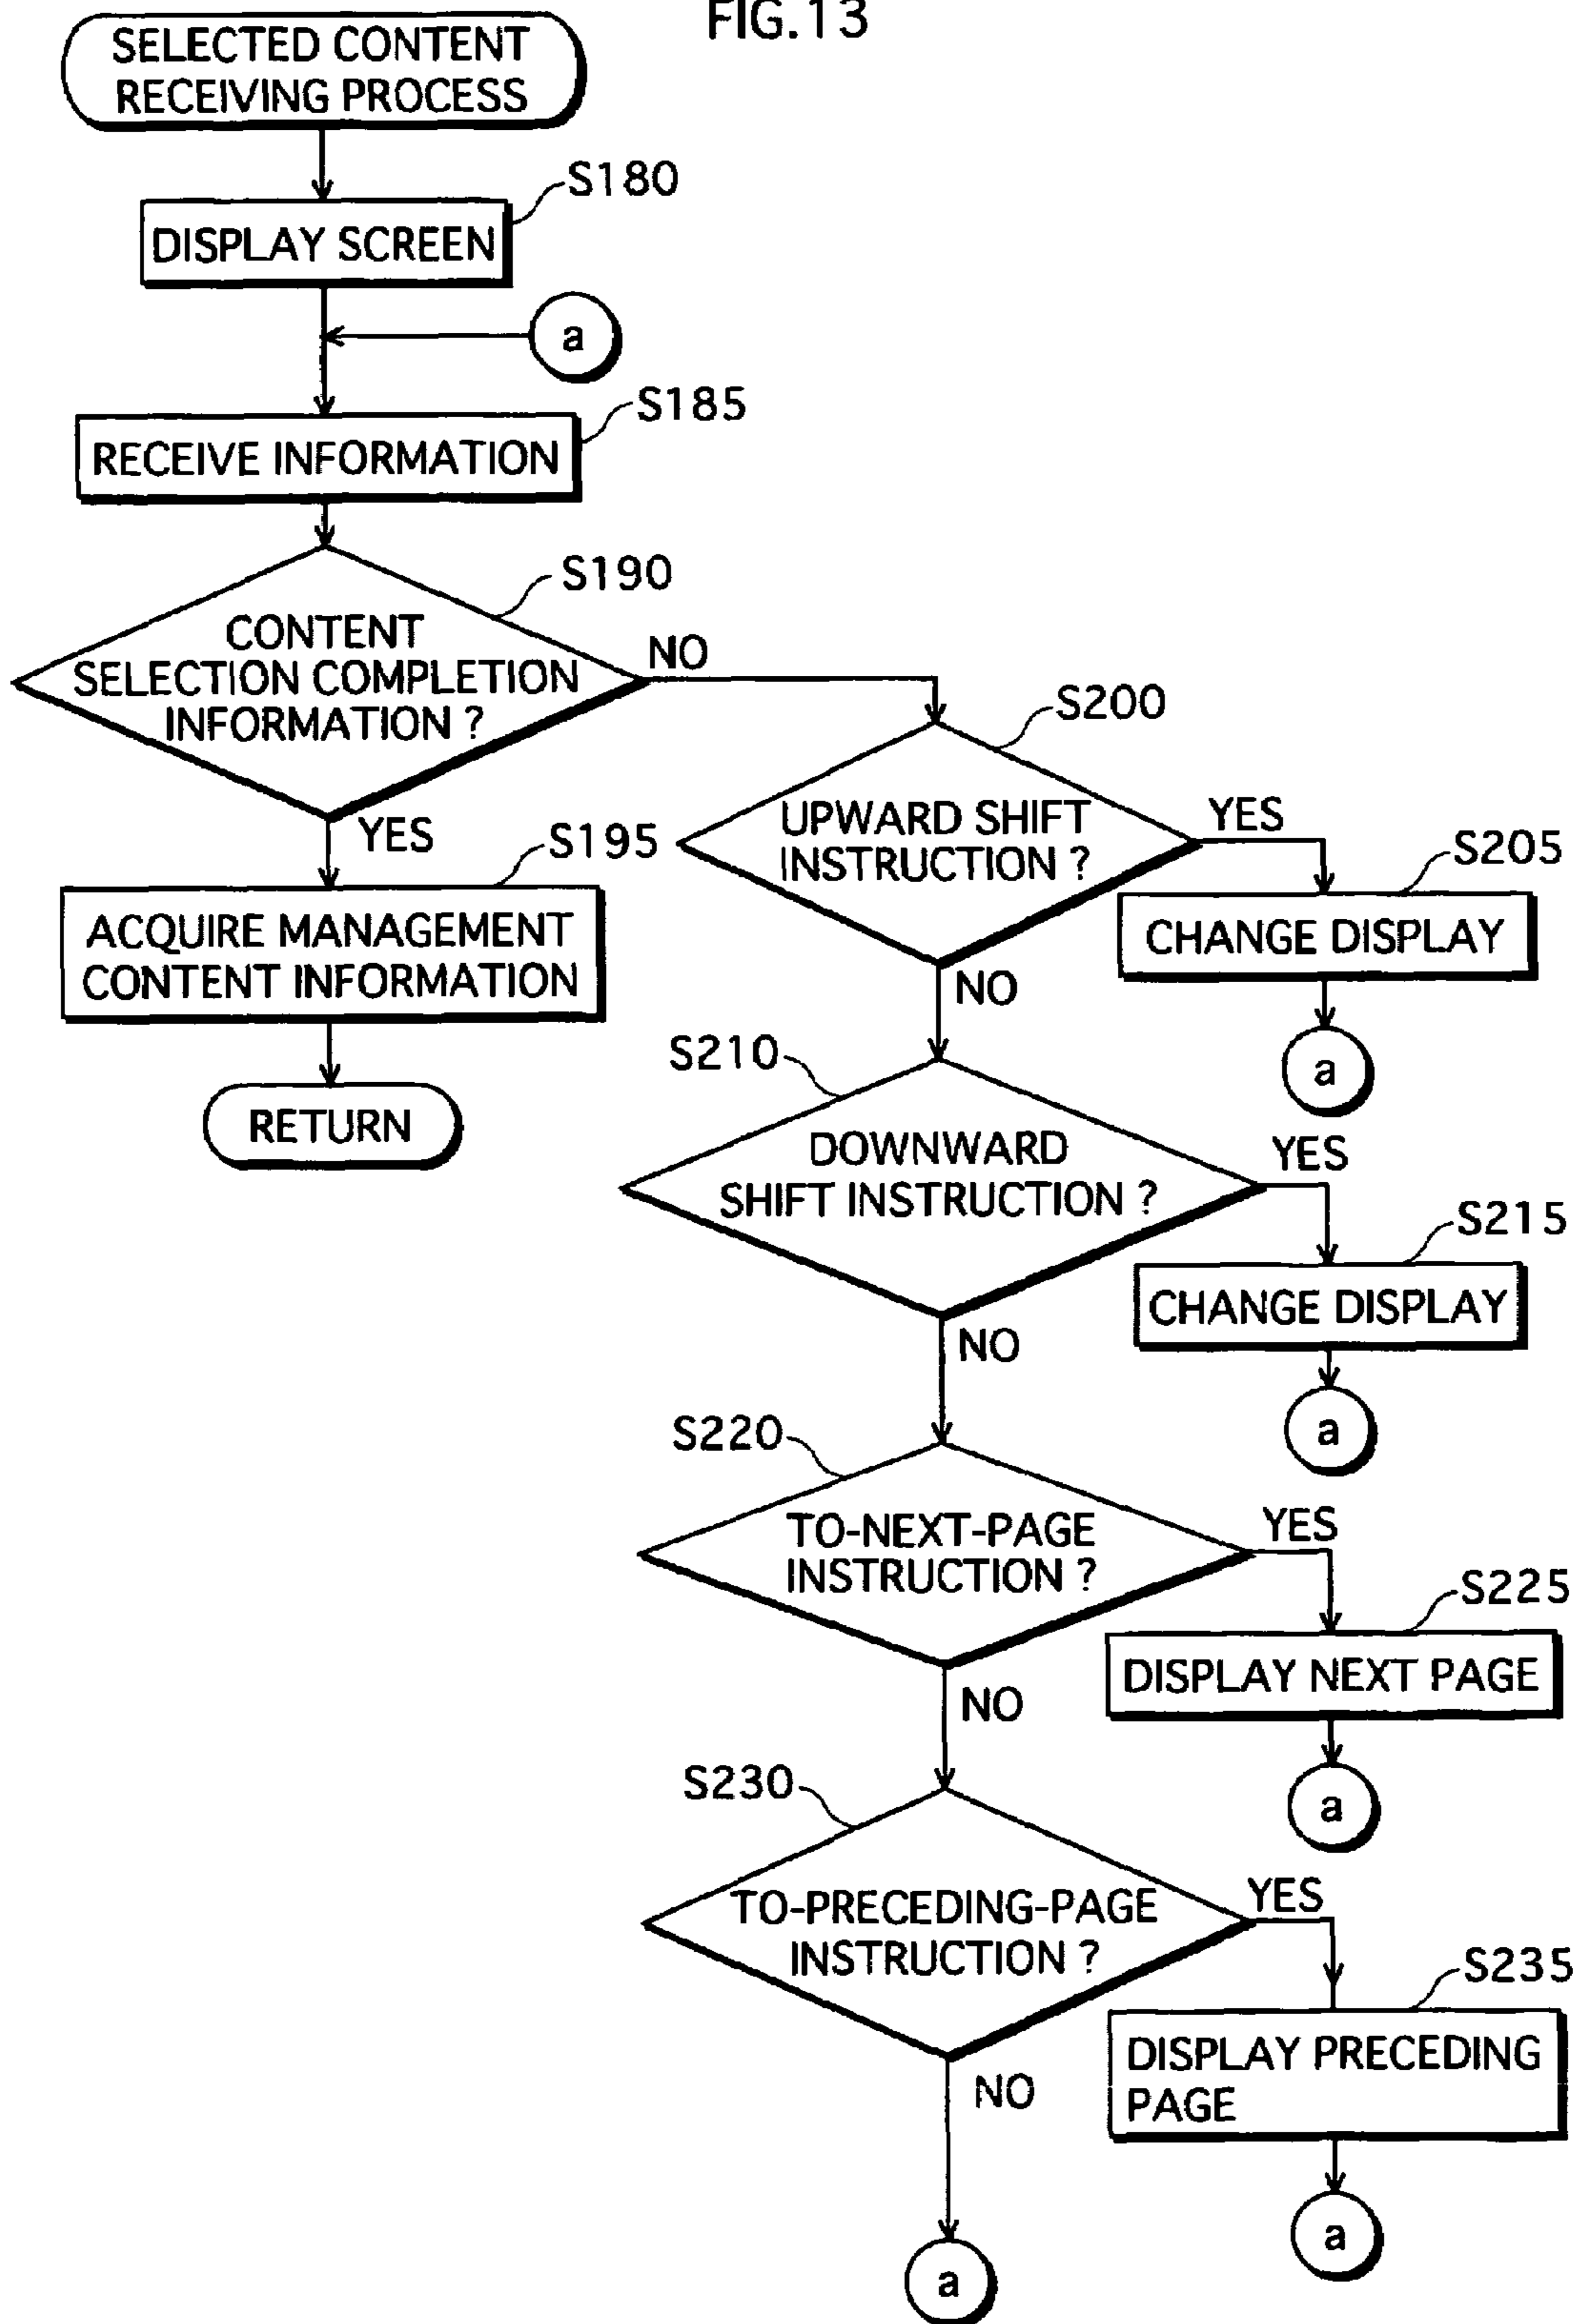 FIG.13
SELECTED CONTENT
RECEIVING PROCESS
S180
DISPLAY SCREEN
a
S185
RECEIVE INFORMATION
S190
CONTENT
SELECTION COMPLETION
INFORMATION ?
NO
YES
S195
ACQUIRE MANAGEMENT
CONTENT INFORMATION
RETURN
S200
UPWARD SHIFT
INSTRUCTION ?
YES
S205
CHANGE DISPLAY
a
NO
S210
DOWNWARD
SHIFT INSTRUCTION ?
YES
S215
CHANGE DISPLAY
a
NO
S220
TO-NEXT-PAGE
INSTRUCTION ?
YES
S225
DISPLAY NEXT PAGE
a
NO
S230
TO-PRECEDING-PAGE
INSTRUCTION ?
YES
S235
DISPLAY PRECEDING
PAGE
a
NO
a